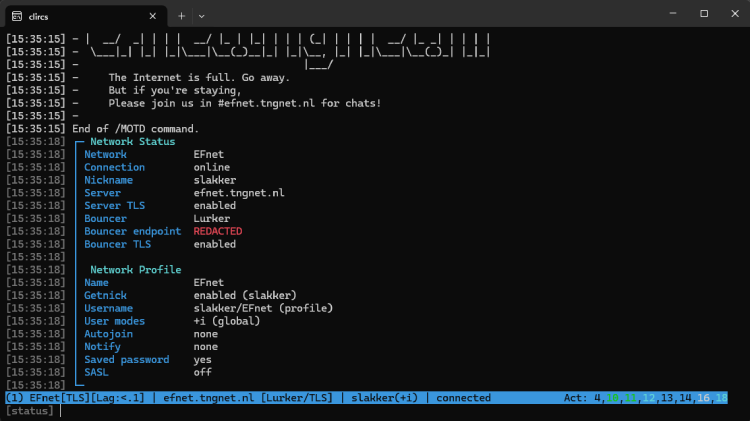 clircs
[15:35:15] - |  __/  _| | | |  __/ |_ | |_| | | | (_| | | | |  __/ |_ _| | | |
[15:35:15] -  \___|_| |_| |_|\___|\__(_)__|_| |_|\__, |_| |_|\___|\__(_)_| |_|_|
[15:35:15] -                              |___/
[15:35:15] -    The Internet is full. Go away.
[15:35:15] -    But if you're staying,
[15:35:15] -    Please join us in #efnet.tngnet.nl for chats!
[15:35:15] -
[15:35:15] End of /MOTD command.
[15:35:18] Network Status
[15:35:18] Network EFnet
[15:35:18] Connection online
[15:35:18] Nickname slakker
[15:35:18] Server efnet.tngnet.nl
[15:35:18] Server TLS enabled
[15:35:18] Bouncer Lurker
[15:35:18] Bouncer endpoint REDACTED
[15:35:18] Bouncer TLS enabled
[15:35:18]
[15:35:18] Network Profile
[15:35:18] Name EFnet
[15:35:18] Getnick enabled (slakker)
[15:35:18] Username slakker/EFnet (profile)
[15:35:18] User modes +i (global)
[15:35:18] Autojoin none
[15:35:18] Notify none
[15:35:18] Saved password yes
[15:35:18] SASL off
[15:35:18]
(1) EFnet[TLS][Lag:<.1] | efnet.tngnet.nl [Lurker/TLS] | slakker(+i) | connected Act: 4,12,13,14,16,18
[status]